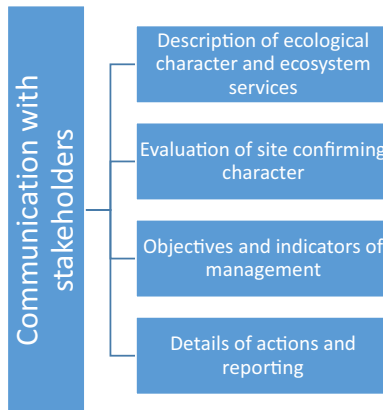 Communication with
stakeholders
Description of ecological
character and ecosystem
services
Evaluation of site confirming
character
Objectives and indicators of
management
Details of actions and
reporting